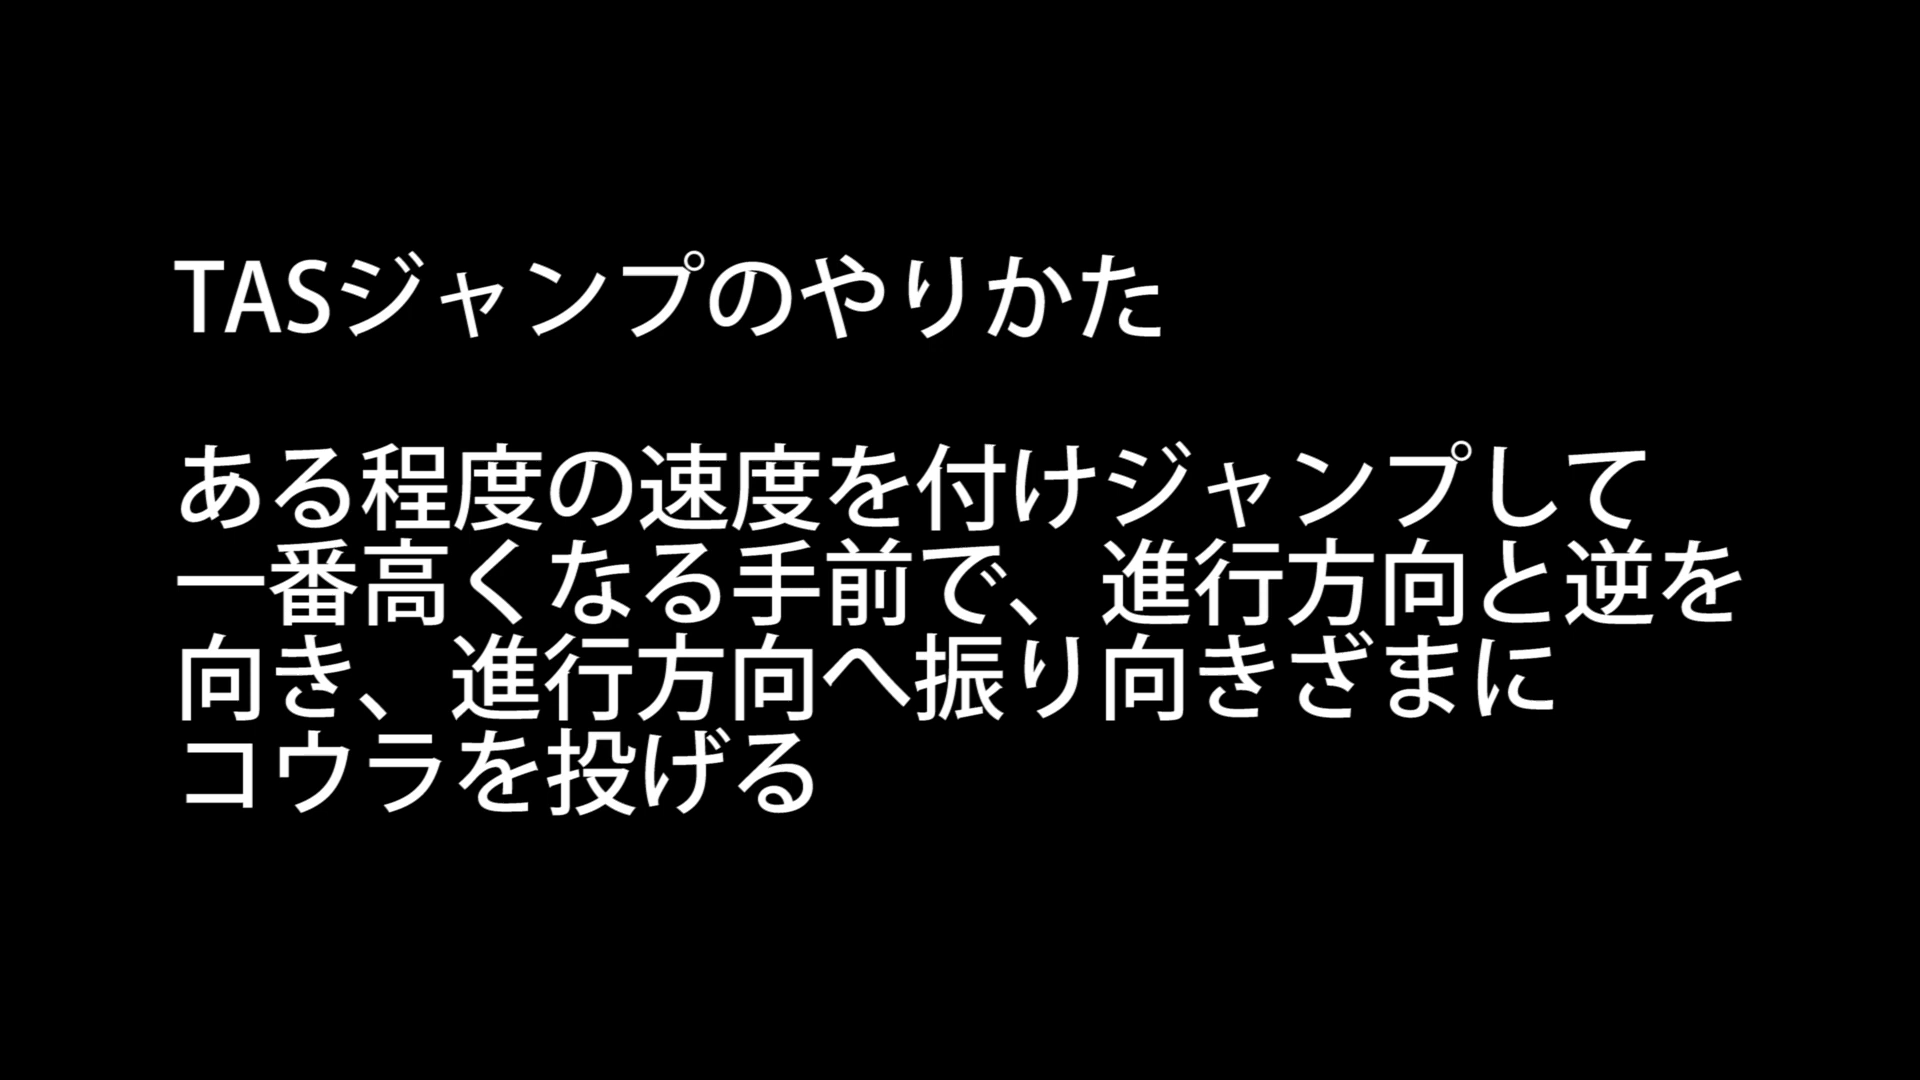 TASジャンプのやりかた
ある程度の速度を付けジャンプして
一番高くなる手前で、進行方向と逆を
向き、進行方向へ振り向きざまに
コウラを投げる